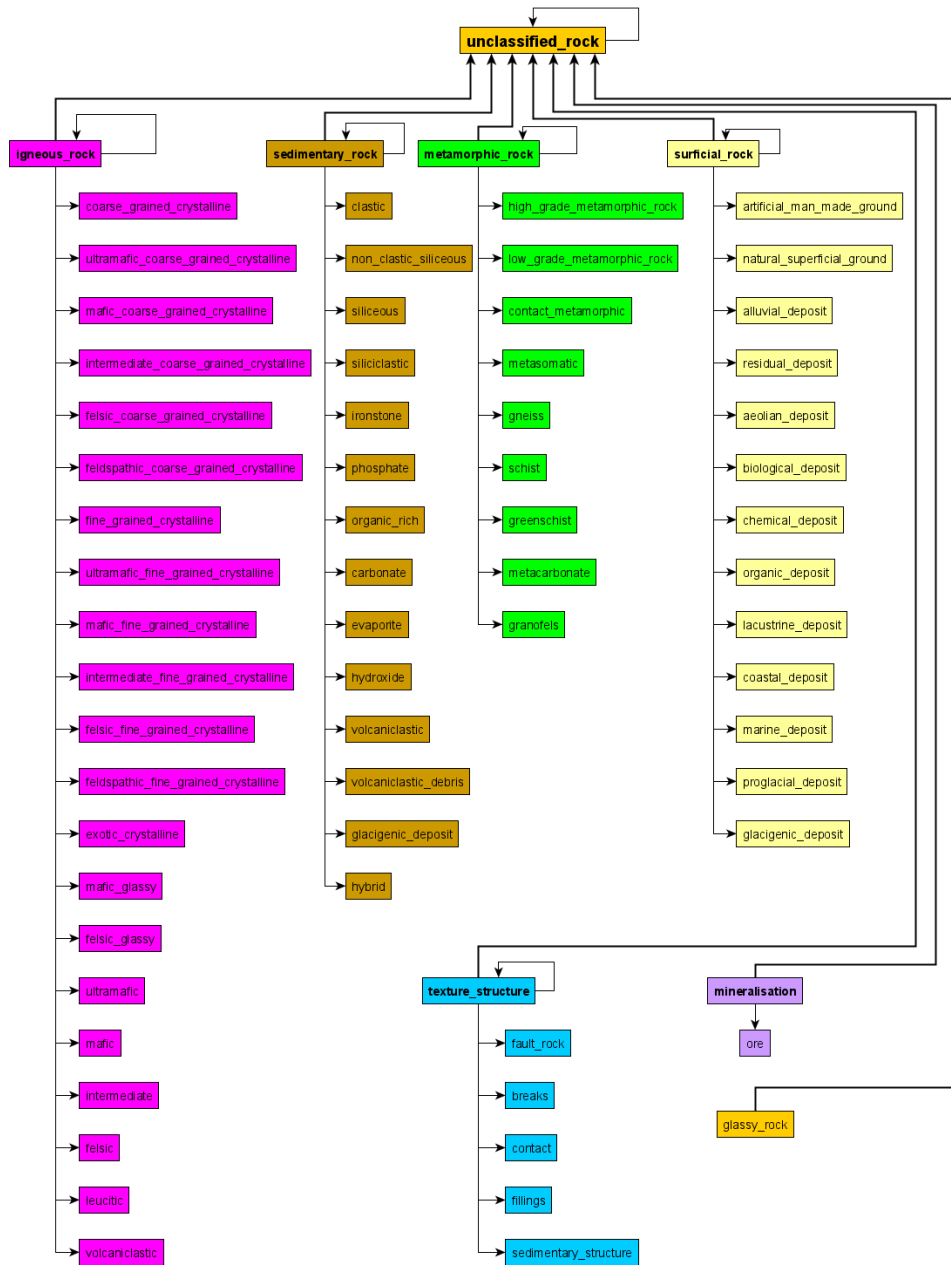 unclassified_rock
igneous_rock
coarse_grained_crystalline
ultramafic_coarse_grained_crystalline
mafic_coarse_grained_crystalline
intermediate_coarse_grained_crystalline
felsic_coarse_grained_crystalline
feldspathic_coarse_grained_crystalline
fine_grained_crystalline
ultramafic_fine_grained_crystalline
mafic_fine_grained_crystalline
intermediate_fine_grained_crystalline
felsic_fine_grained_crystalline
feldspathic_fine_grained_crystalline
exotic_crystalline
mafic_glassy
felsic_glassy
ultramafic
mafic
intermediate
felsic
leucitic
volcaniclastic
sedimentary_rock
clastic
non_clastic_siliceous
siliceous
siliciclastic
ironstone
phosphate
organic_rich
carbonate
evaporite
hydroxide
volcaniclastic
volcaniclastic_debris
glacigenic_deposit
hybrid
metamorphic_rock
high_grade_metamorphic_rock
low_grade_metamorphic_rock
contact_metamorphic
metasomatic
gneiss
schist
greenschist
metacarbonate
granofels
surficial_rock
artificial_man_made_ground
natural_superficial_ground
alluvial_deposit
residual_deposit
aeolian_deposit
biological_deposit
chemical_deposit
organic_deposit
lacustrine_deposit
coastal_deposit
marine_deposit
proglacial_deposit
glacigenic_deposit
texture_structure
fault_rock
breaks
contact
fillings
sedimentary_structure
mineralisation
ore
glassy_rock